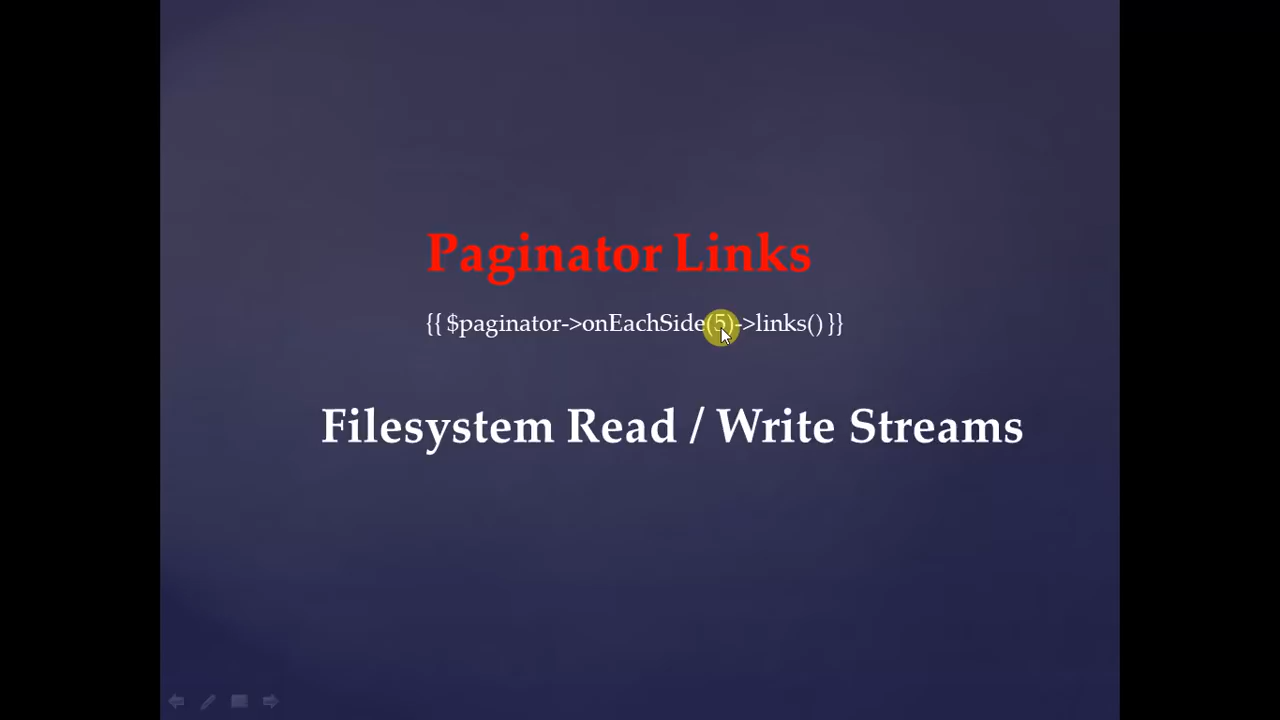 Paginator Links
{{ $paginator->onEachSide(5)->links() }}
Filesystem Read / Write Streams